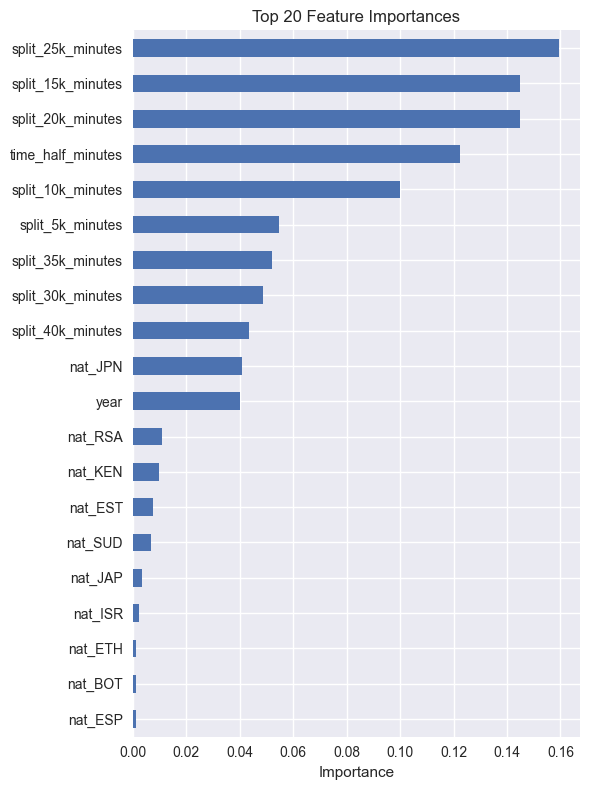 Top 20 Feature Importances
split_25k_minutes
split_15k_minutes
split_20k_minutes
time_half_minutes
split_10k_minutes
split_5k_minutes
split_35k_minutes
split_30k_minutes
split_40k_minutes
nat_JPN
year
nat_RSA
nat_KEN
nat_EST
nat_SUD
nat_JAP
nat_ISR
nat_ETH
nat_BOT
nat_ESP
0.00 0.02 0.04 0.06 0.08 0.10 0.12 0.14 0.16
Importance